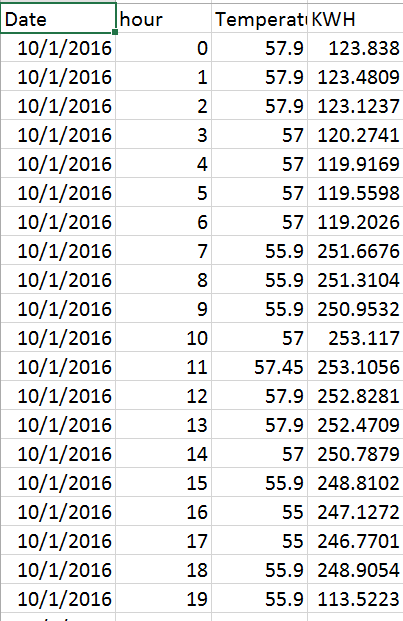 Date hour Temperatu KWH
10/1/2016 0 57.9 123.838
10/1/2016 1 57.9 123.4809
10/1/2016 2 57.9 123.1237
10/1/2016 3 57 120.2741
10/1/2016 4 57 119.9169
10/1/2016 5 57 119.5598
10/1/2016 6 57 119.2026
10/1/2016 7 55.9 251.6676
10/1/2016 8 55.9 251.3104
10/1/2016 9 55.9 250.9532
10/1/2016 10 57 253.117
10/1/2016 11 57.45 253.1056
10/1/2016 12 57.9 252.8281
10/1/2016 13 57.9 252.4709
10/1/2016 14 57 250.7879
10/1/2016 15 55.9 248.8102
10/1/2016 16 55 247.1272
10/1/2016 17 55 246.7701
10/1/2016 18 55.9 248.9054
10/1/2016 19 55.9 113.5223